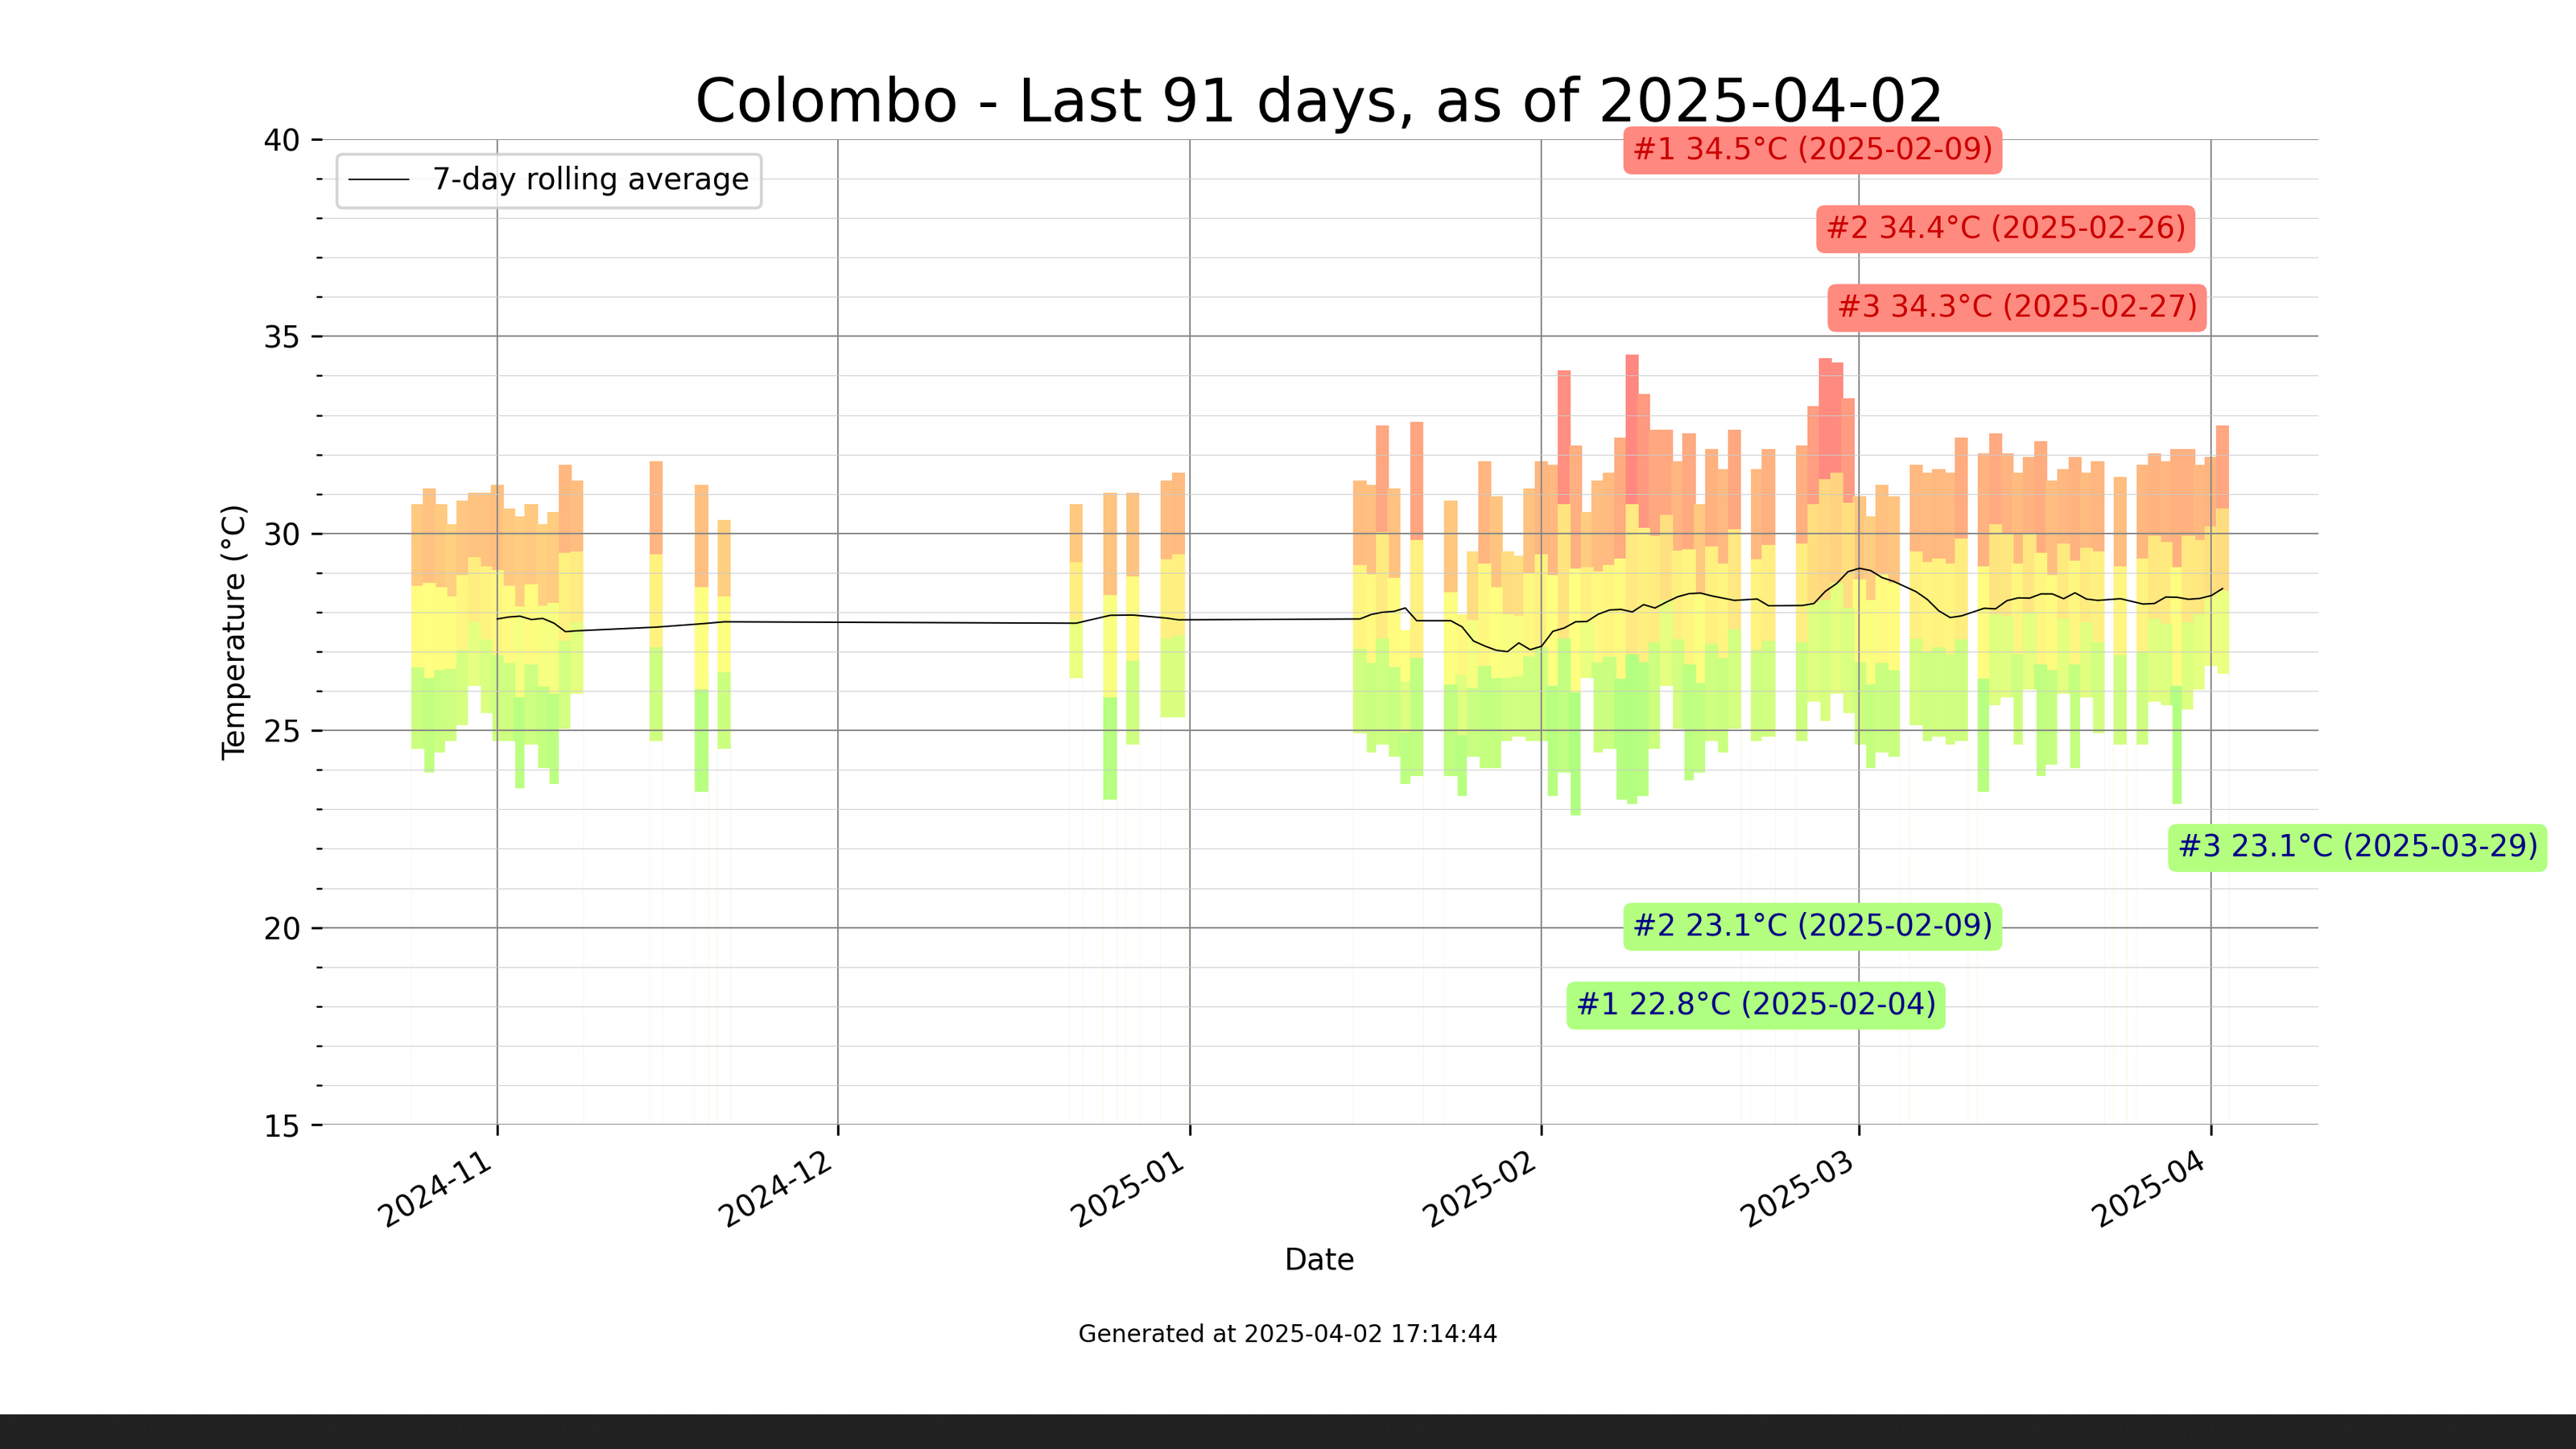 Colombo - Last 91 days, as of 2025-04-02
40
#1 34.5°C (2025-02-09)
7-day rolling average
#2 34.4°C (2025-02-26)
#3 34.3°C (2025-02-27)
35
30
Temperature (°C)
25
#3 23.1°C (2025-03-29)
20
#2 23.1°C (2025-02-09)
#1 22.8°C (2025-02-04)
15
2024-11
2024-12
2025-01
2025-02
2025-03
2025-04
Date
Generated at 2025-04-02 17:14:44